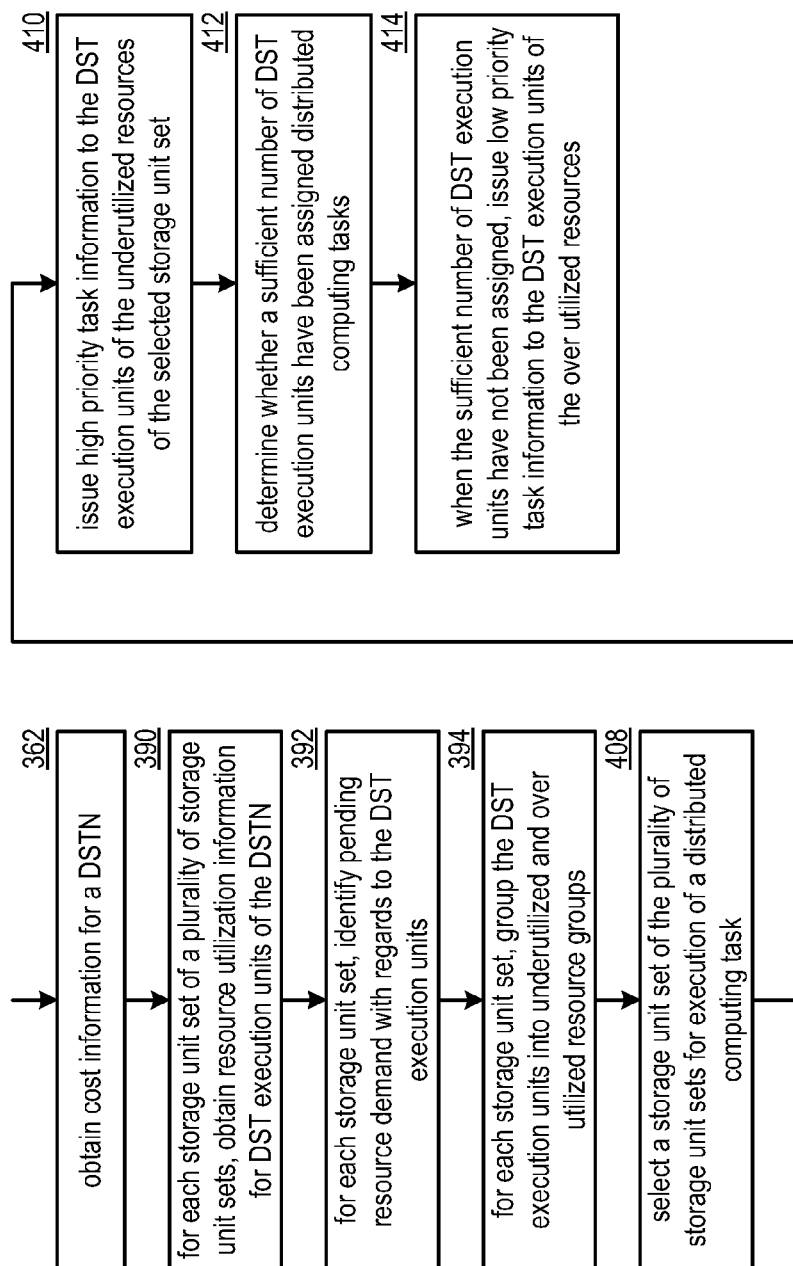 362
obtain cost information for a DSTN
390
for each storage unit set of a plurality of storage
unit sets, obtain resource utilization information
for DST execution units of the DSTN
392
for each storage unit set, identify pending
resource demand with regards to the DST
execution units
394
for each storage unit set, group the DST
execution units into underutilized and over
utilized resource groups
408
select a storage unit set of the plurality of
storage unit sets for execution of a distributed
computing task
410
issue high priority task information to the DST
execution units of the underutilized resources
of the selected storage unit set
412
determine whether a sufficient number of DST
execution units have been assigned distributed
computing tasks
414
when the sufficient number of DST execution
units have not been assigned, issue low priority
task information to the DST execution units of
the over utilized resources